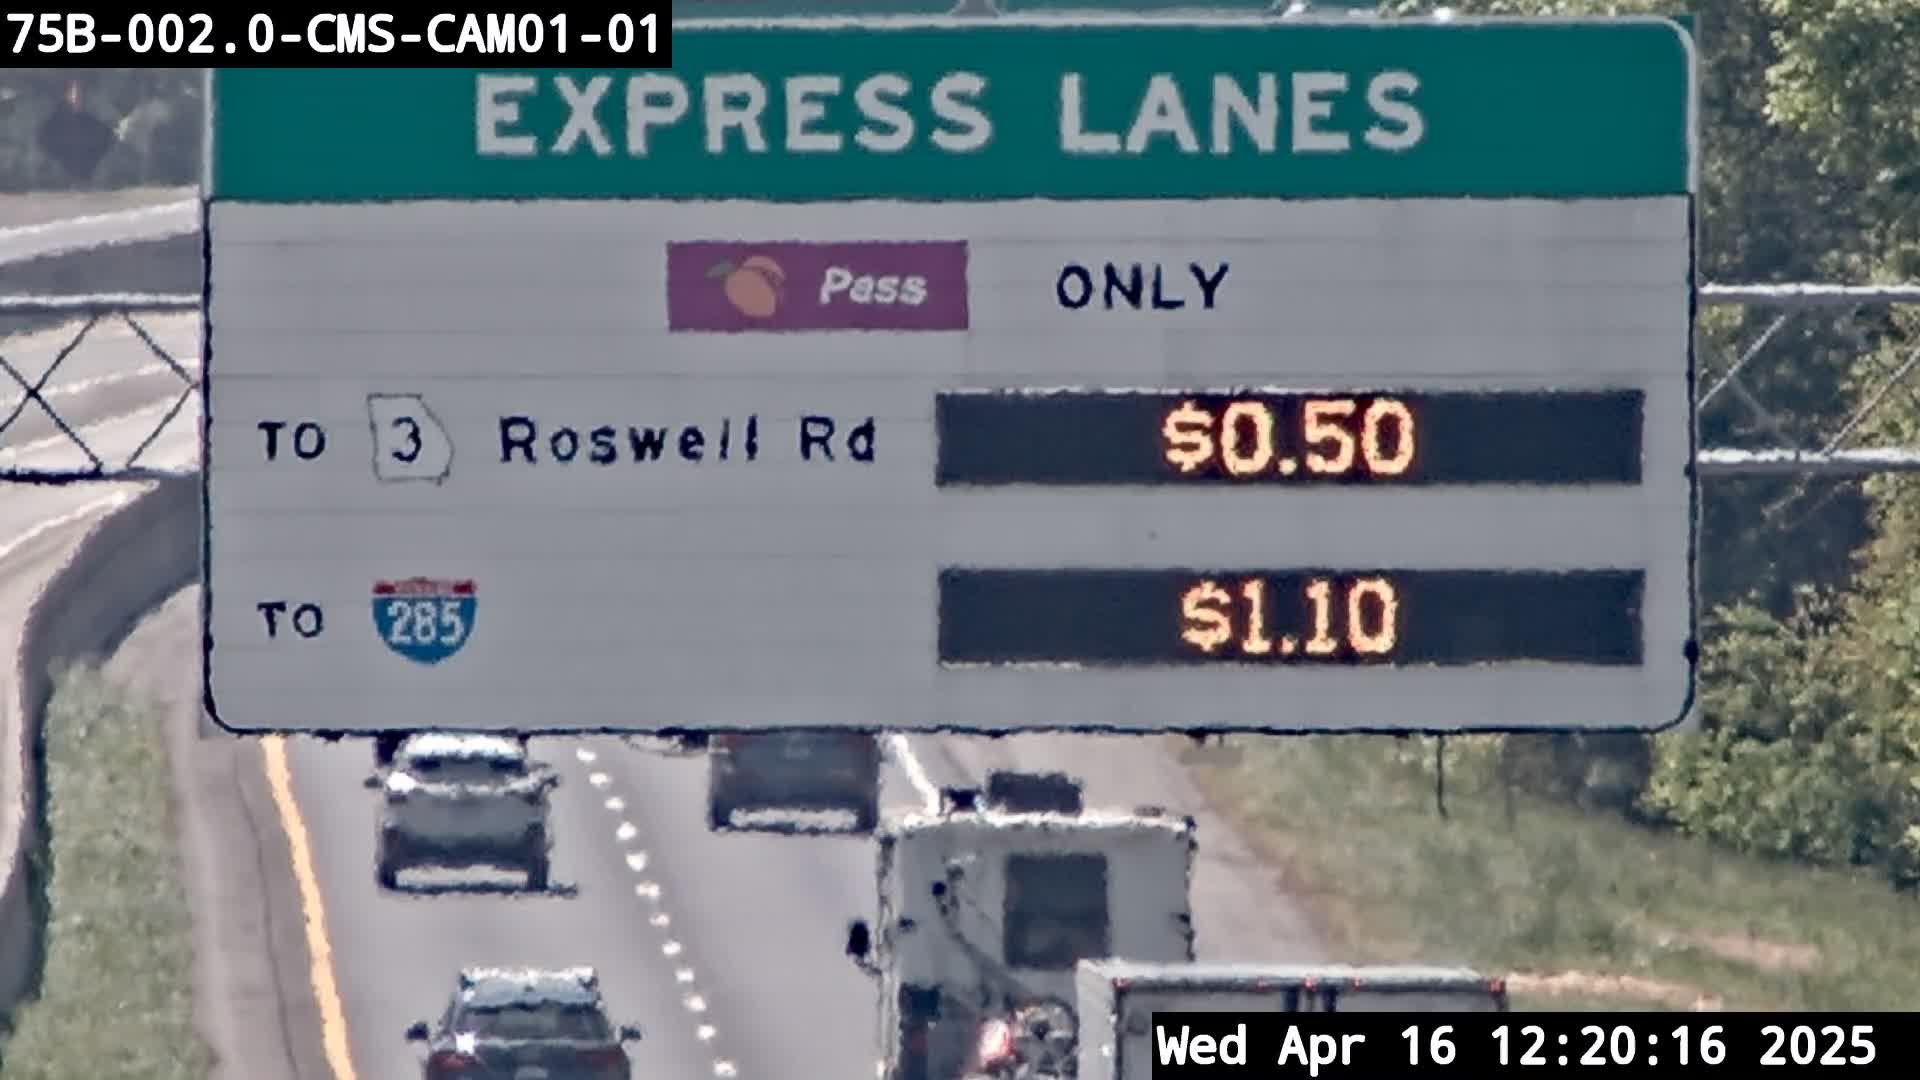 75B-002.0-CMS-CAM01-01
EXPRESS LANES
Pass ONLY
TO 3 Roswell Rd $0.50
TO 285 $1.10
Wed Apr 16 12:20:16 2025